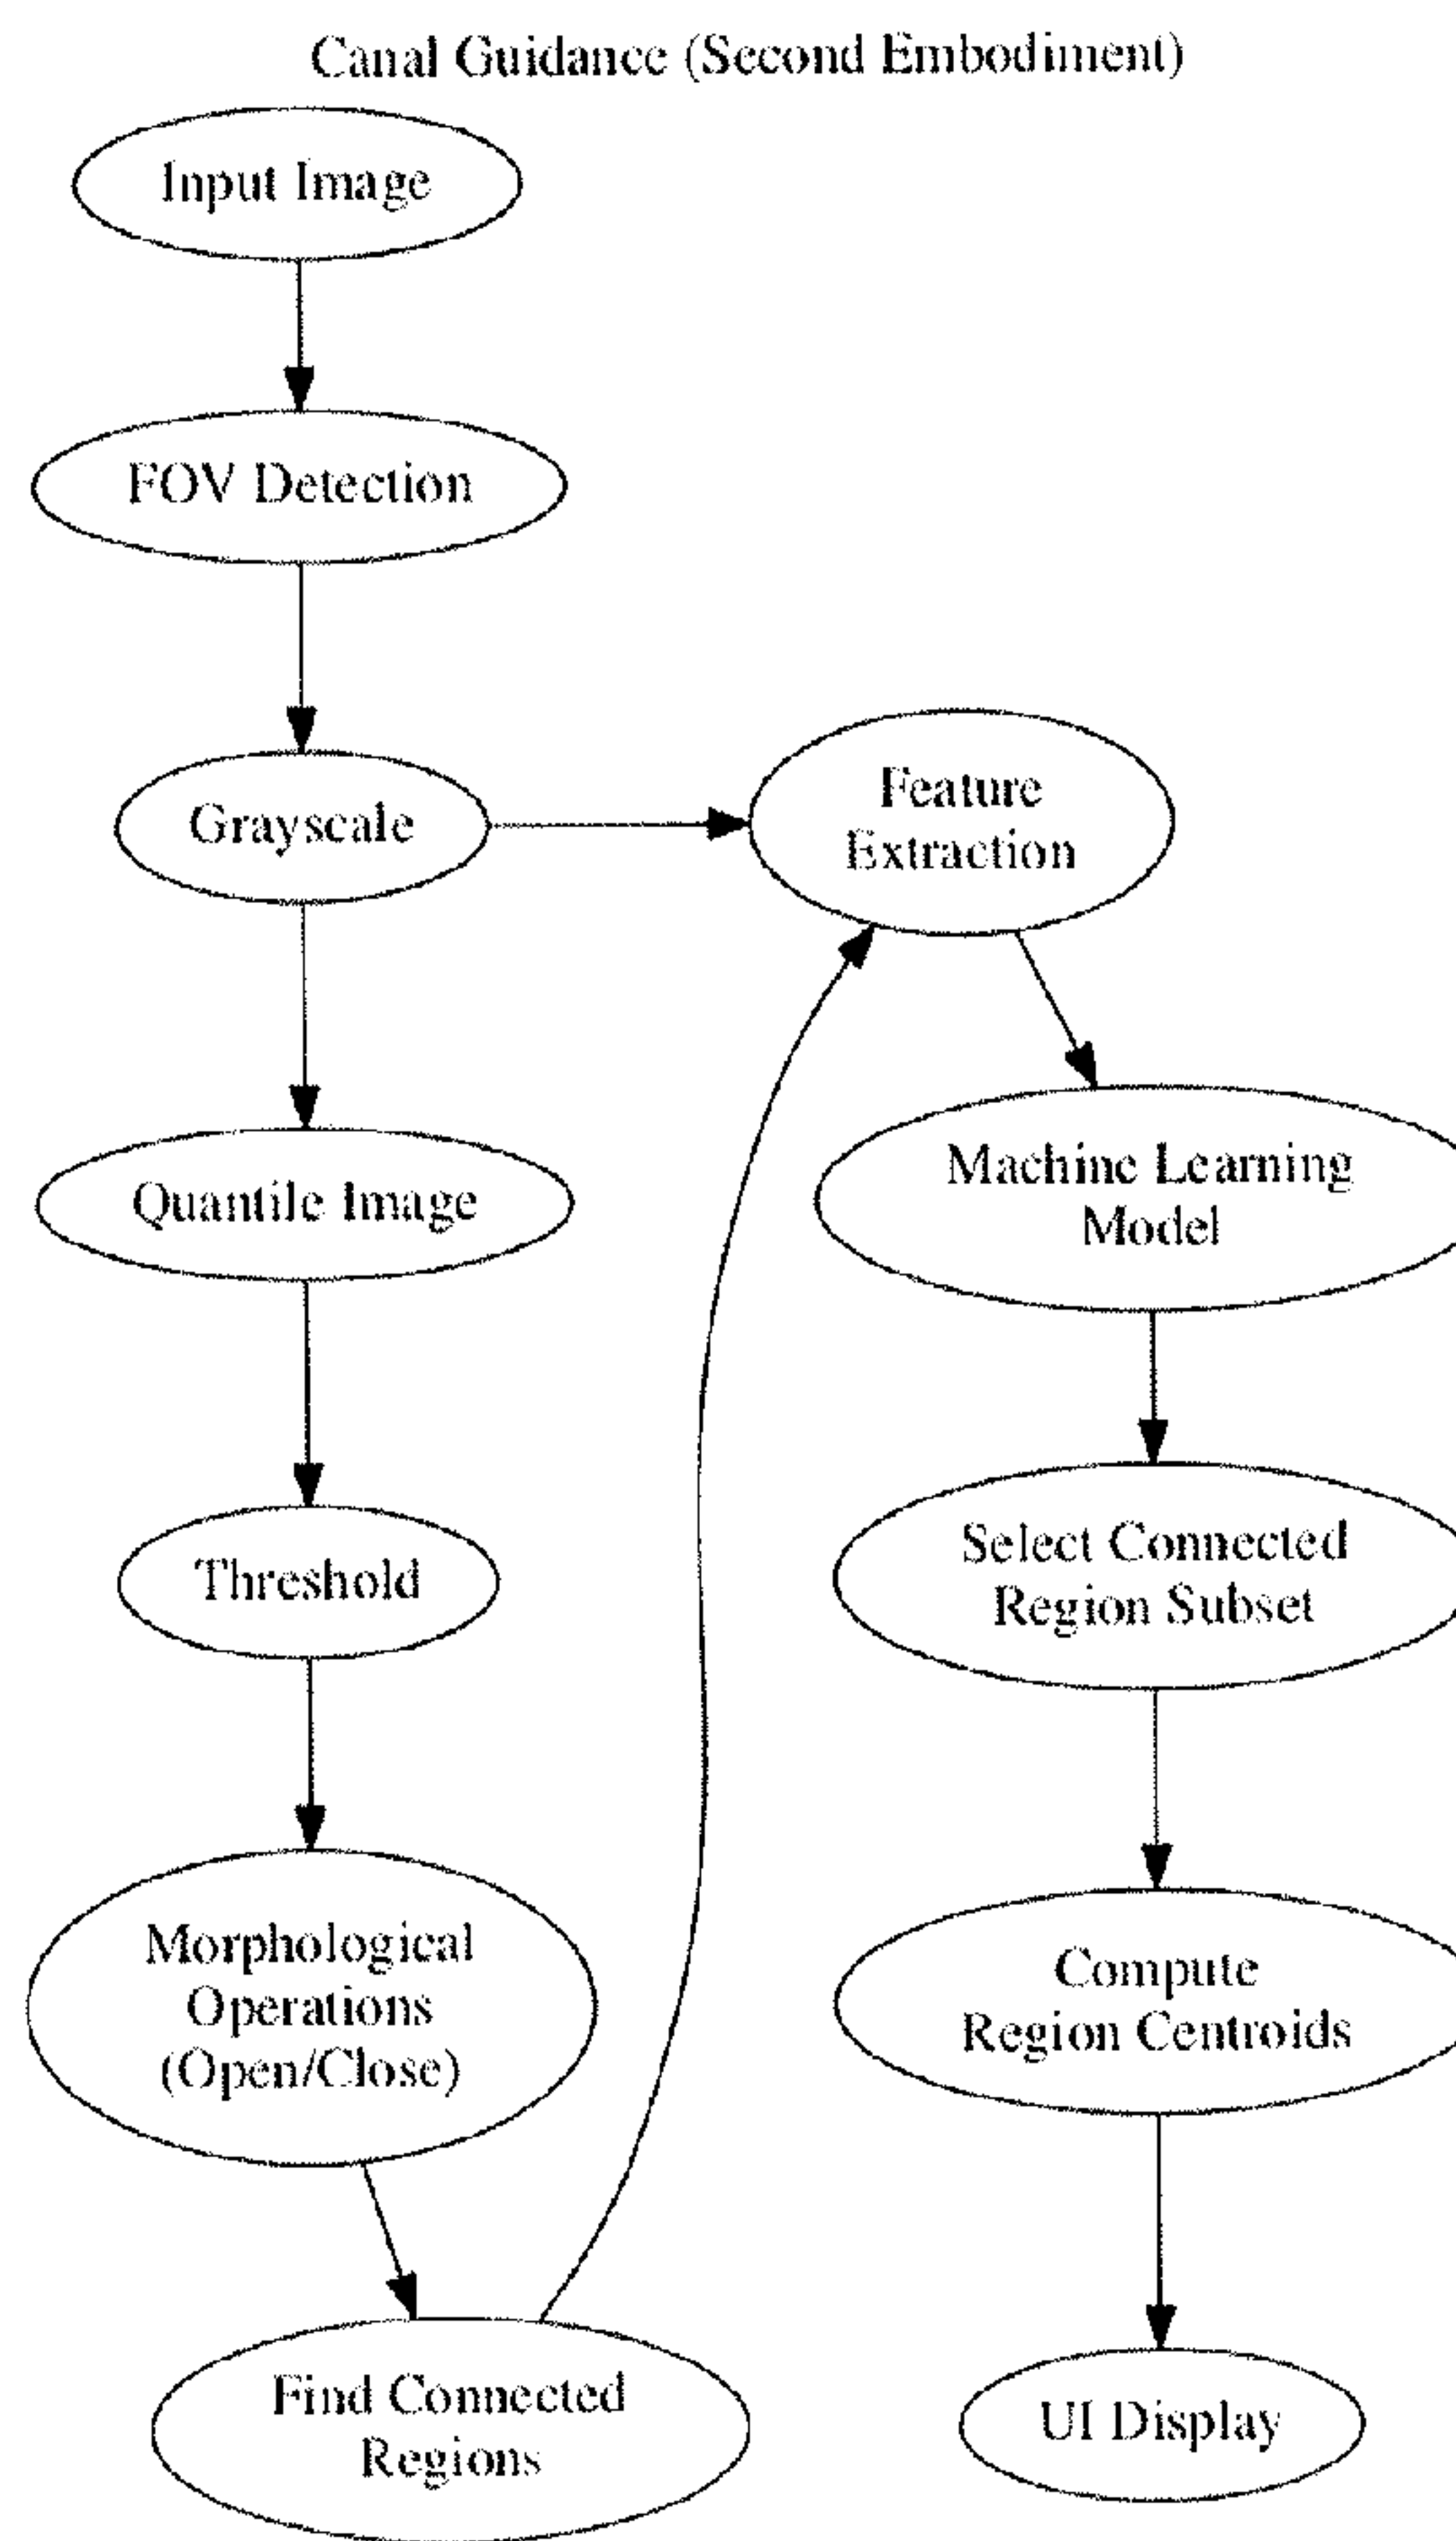 Canal Guidance (Second Embodiment)
Input Image
FOV Detection
Grayscale
Feature
Extraction
Quantile Image
Machine Learning
Model
Threshold
Select Connected
Region Subset
Morphological
Operations
(Open/Close)
Compute
Region Centroids
Find Connected
Regions
UI Display